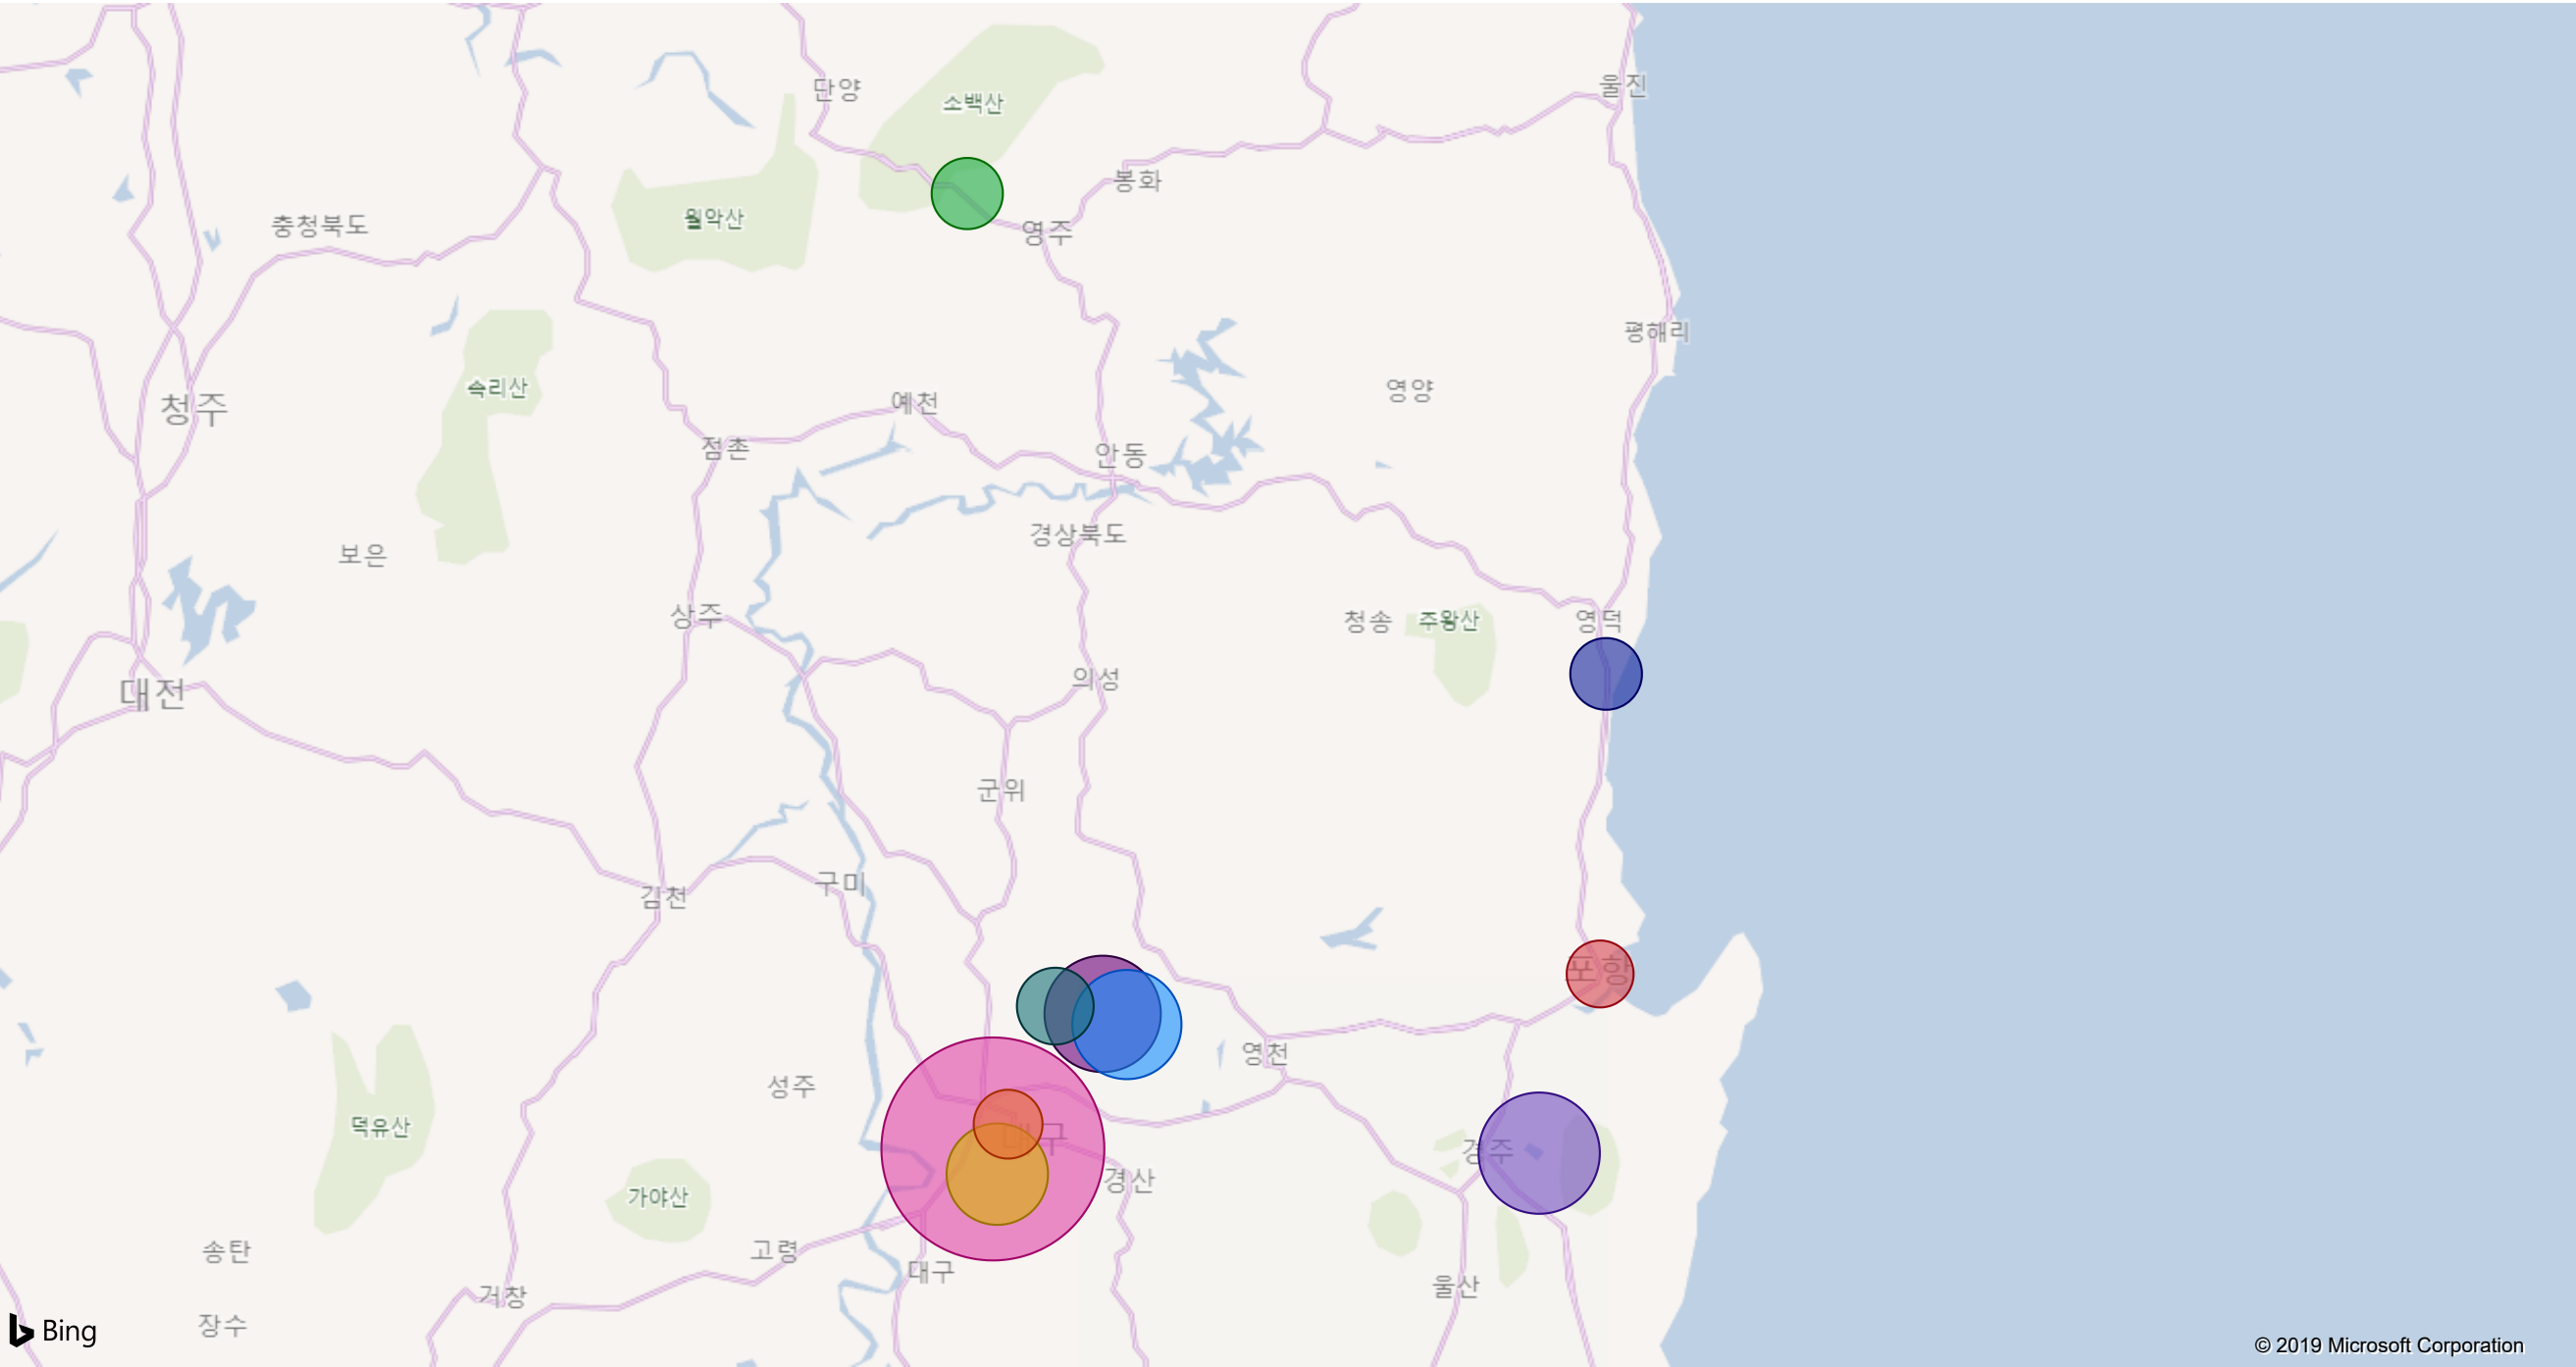 단양
소백산
울진
봉화
월악산
충청북도
영주
평해리
속리산
영양
예천
청주
점촌
안동
경상북도
보은
상주
청송
주왕산
영덕
의성
대전
군위
구미
김천
포항
영천
성주
덕유산
대구
경주
경산
가야산
고령
송탄
대구
울산
거창
장수
Bing
© 2019 Microsoft Corporation